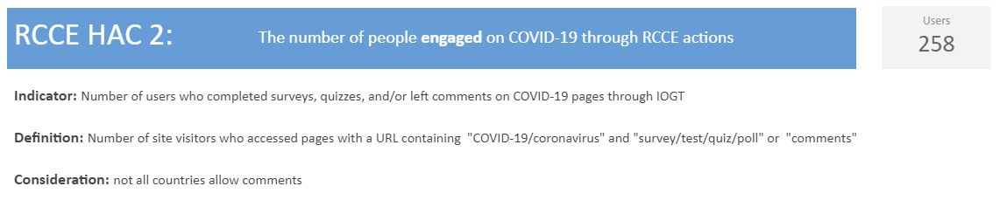 RCCE HAC 2:
The number of people engaged on COVID-19 through RCCE actions
Users
258
Indicator: Number of users who completed surveys, quizzes, and/or left comments on COVID-19 pages through IOGT
Definition: Number of site visitors who accessed pages with a URL containing "COVID-19/coronavirus" and "survey/test/quiz/poll" or "comments"
Consideration: not all countries allow comments